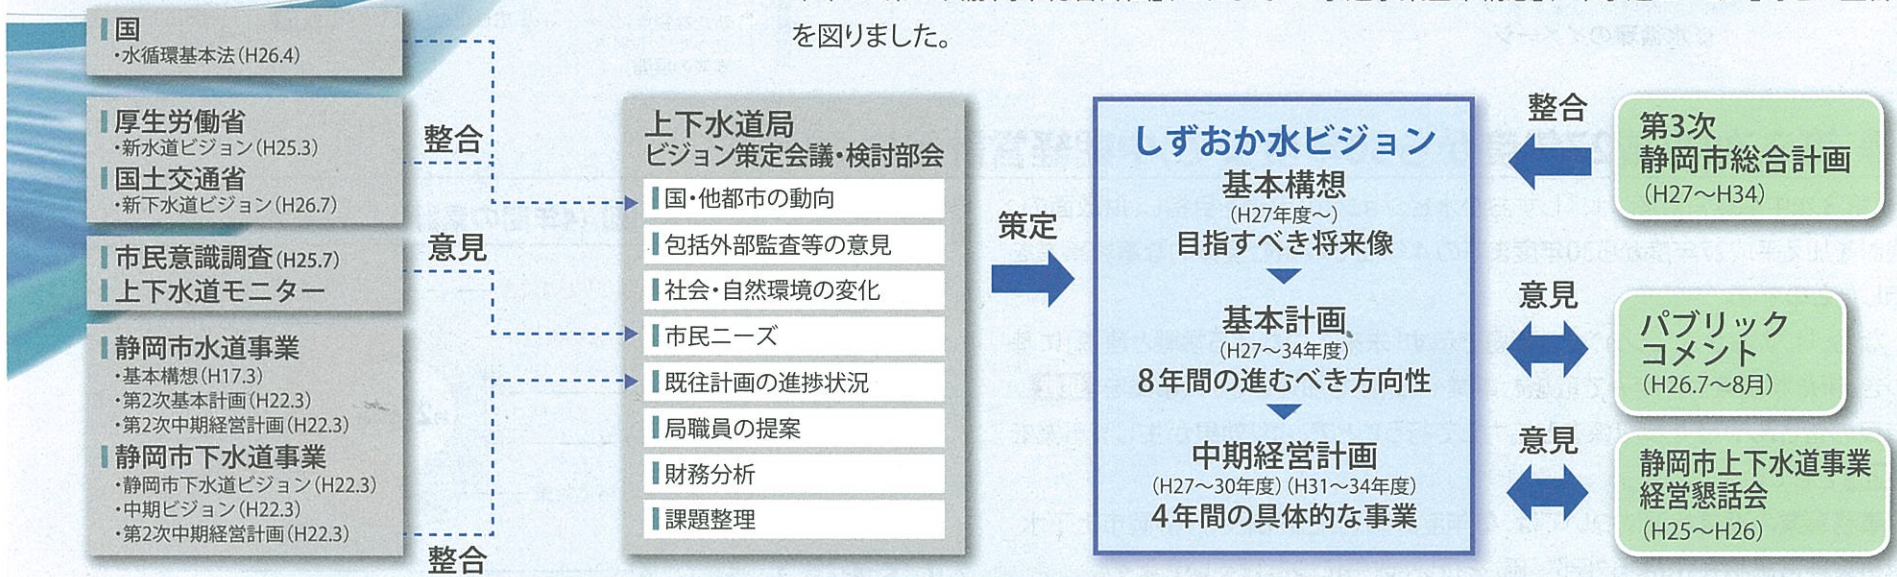 を図りました。
国
・水循環基本法(H26.4)
厚生労働省
・新水道ビジョン(H25.3)
国土交通省
・新下水道ビジョン(H26.7)
市民意識調査(H25.7)
上下水道モニター
静岡市水道事業
・基本構想(H17.3)
・第2次基本計画(H22.3)
・第2次中期経営計画(H22.3)
静岡市下水道事業
・静岡市下水道ビジョン(H22.3)
・中期ビジョン(H22.3)
・第2次中期経営計画(H22.3)
整合
意見
整合
上下水道局
ビジョン策定会議・検討部会
国・他都市の動向
包括外部監査等の意見
社会・自然環境の変化
市民ニーズ
既往計画の進捗状況
局職員の提案
財務分析
課題整理
策定
しずおか水ビジョン
基本構想
(H27年度〜)
目指すべき将来像
基本計画
(H27〜34年度)
8年間の進むべき方向性
中期経営計画
(H27〜30年度)(H31〜34年度)
4年間の具体的な事業
整合
第3次
静岡市総合計画
(H27〜H34)
意見
パブリック
コメント
(H26.7〜8月)
意見
静岡市上下水道事業
経営懇話会
(H25〜H26)